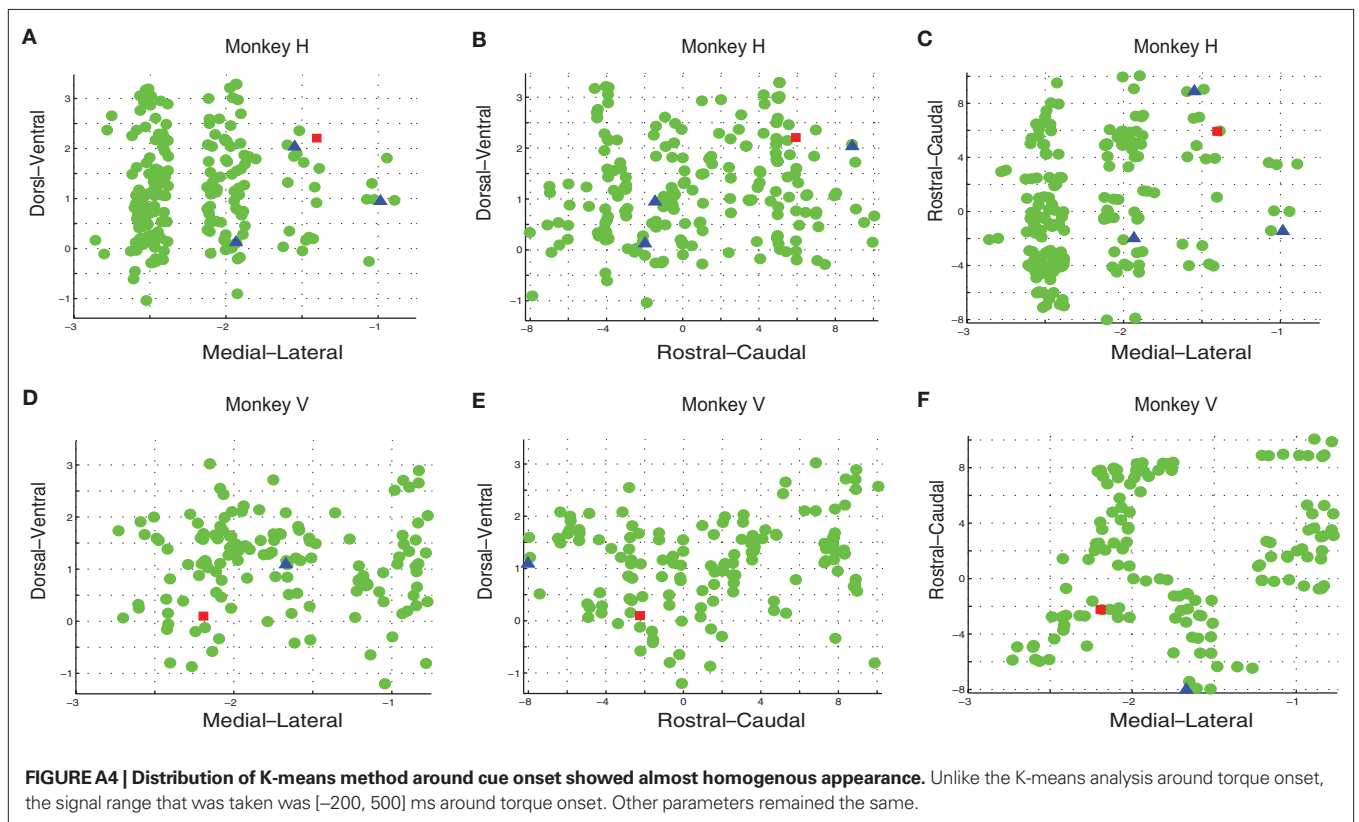 A
Monkey H
Dorsl–Ventral
3
2
1
0
−1
−3
−2
−1
Medial–Lateral
B
Monkey H
Dorsal–Ventral
3
2
1
0
−1
−8
−4
0
4
8
Rostral–Caudal
C
Monkey H
Rostral–Caudal
8
4
0
−4
−8
−3
−2
−1
Medial–Lateral
D
Monkey V
Dorsal–Ventral
3
2
1
0
−1
−3
−2
−1
Medial–Lateral
E
Monkey V
Dorsal–Ventral
3
2
1
0
−1
−8
−4
0
4
8
Rostral–Caudal
F
Monkey V
Rostral–Caudal
8
4
0
−4
−8
−3
−2
−1
Medial–Lateral
FIGURE A4 | Distribution of K-means method around cue onset showed almost homogenous appearance. Unlike the K-means analysis around torque onset,
the signal range that was taken was [−200, 500] ms around torque onset. Other parameters remained the same.